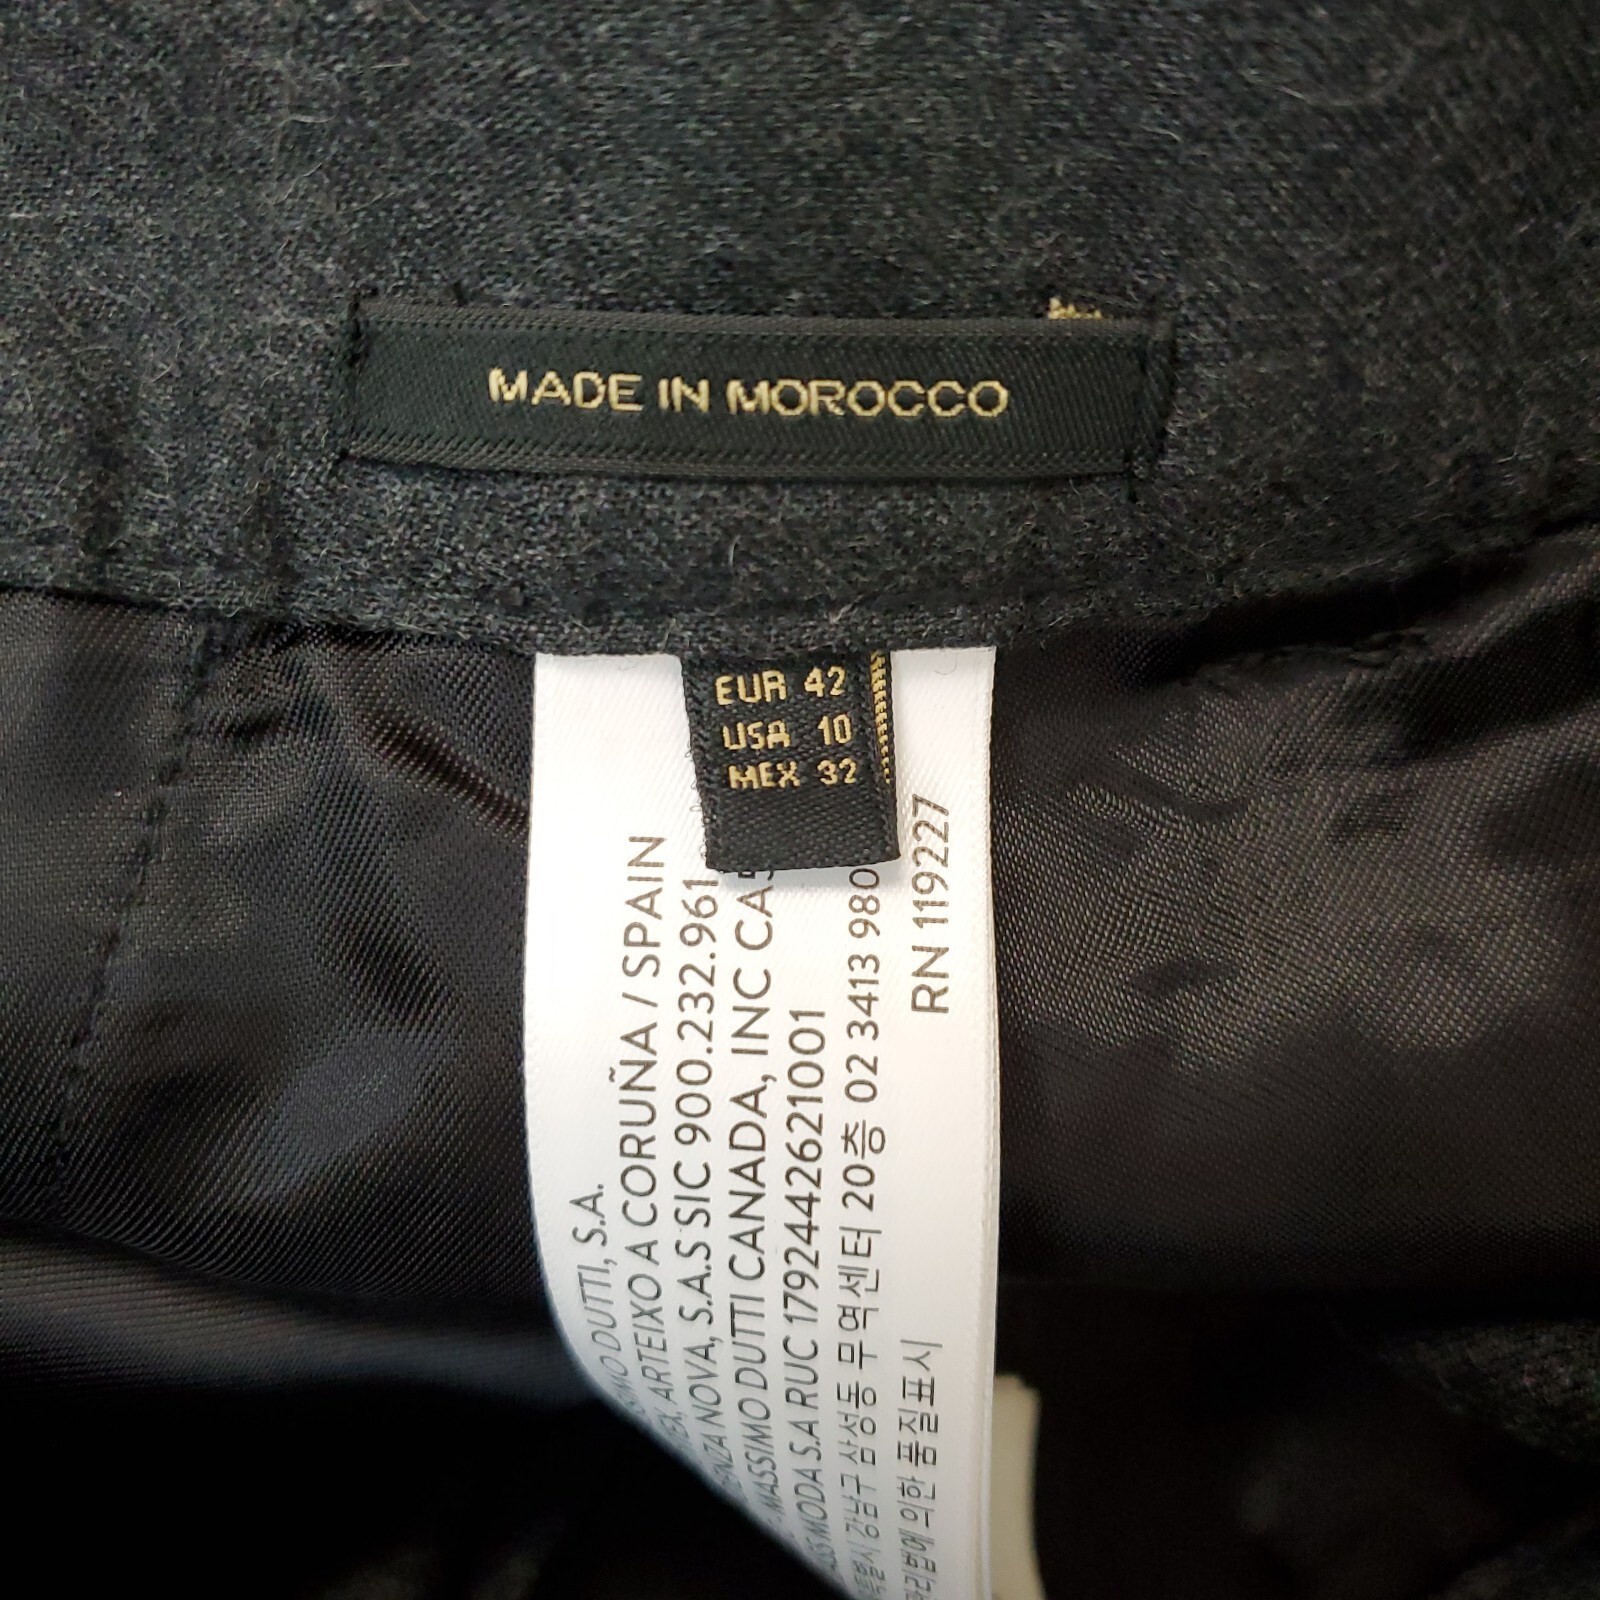 MADE IN MOROCCO
EUR 42
USA 10
MEX 32
DUTTI, S.A.
ARTEIXO A CORUÑA / SPAIN
NOVA, S.A.S SIC 900.232.961
MASSIMO DUTTI CANADA, INC
MODA S.A RUC 1792442621001
강남구 삼성동 무역센터 20층 02 3413 980
의한 품질표시
RN 119227